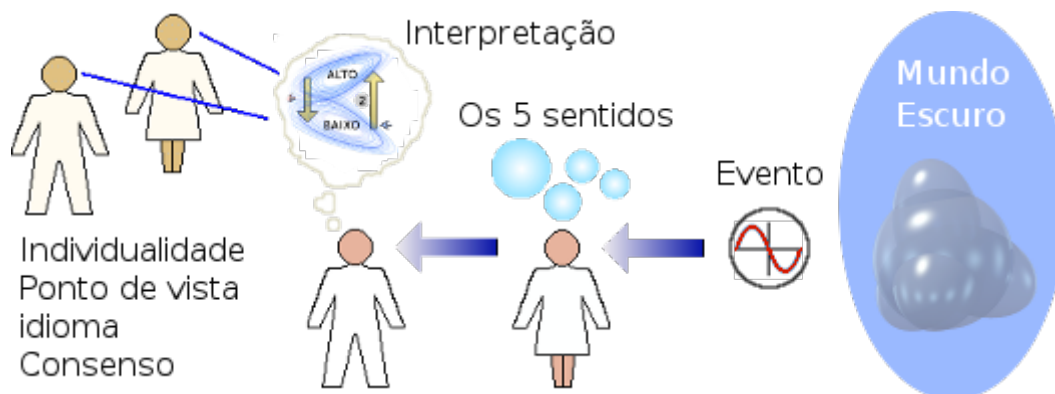 Interpretação
ALTO
2
BAIXO
Os 5 sentidos
Evento
Mundo
Escuro
Individualidade
Ponto de vista
idioma
Consenso